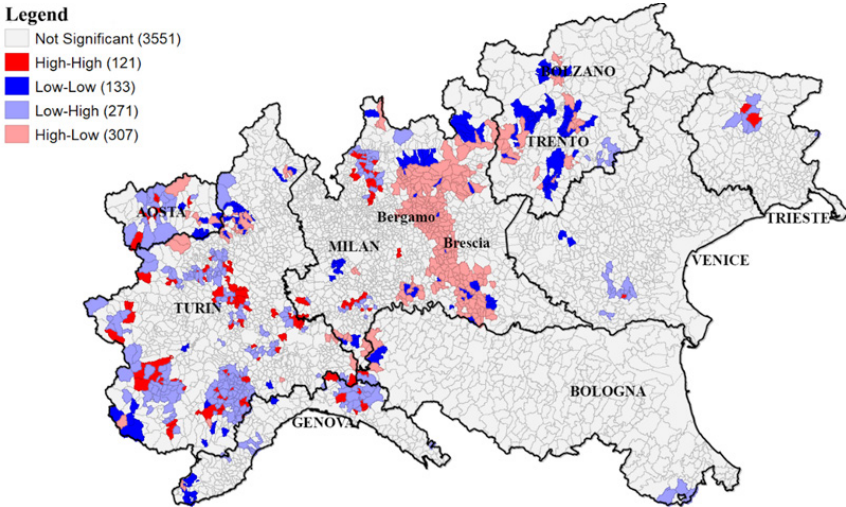 Legend
Not Significant (3551)
High-High (121)
Low-Low (133)
Low-High (271)
High-Low (307)
BOLZANO
TRENTO
AOSTA
Bergamo
TRIESTE
MILAN
Brescia
VENICE
TURIN
BOLOGNA
GENOVA